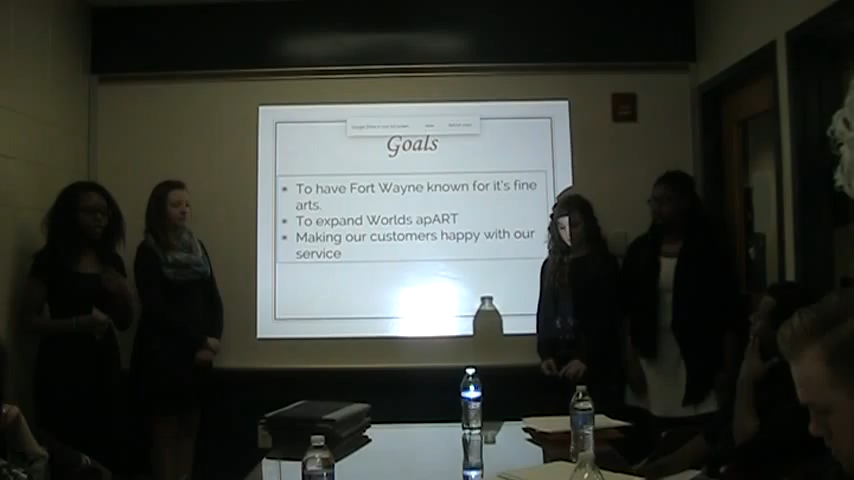 Goals
To have Fort Wayne known for it's fine
arts.
To expand Worlds apART
Making our customers happy with our
service